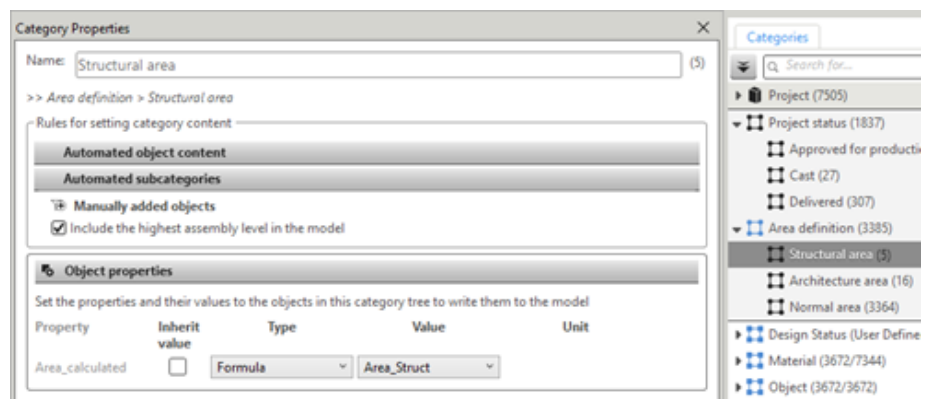 Category Properties
Name: Structural area (5)
>> Area definition > Structural area
Rules for setting category content
Automated object content
Automated subcategories
Manually added objects
Include the highest assembly level in the model
Object properties
Set the properties and their values to the objects in this category tree to write them to the model
Property Inherit value Type Value Unit
Area_calculated Formula Area_Struct
Categories
Search for...
Project (7505)
Project status (1837)
Approved for producti
Cast (27)
Delivered (307)
Area definition (3385)
Structural area (5)
Architecture area (16)
Normal area (3364)
Design Status (User Define
Material (3672/7344)
Object (3672/3672)